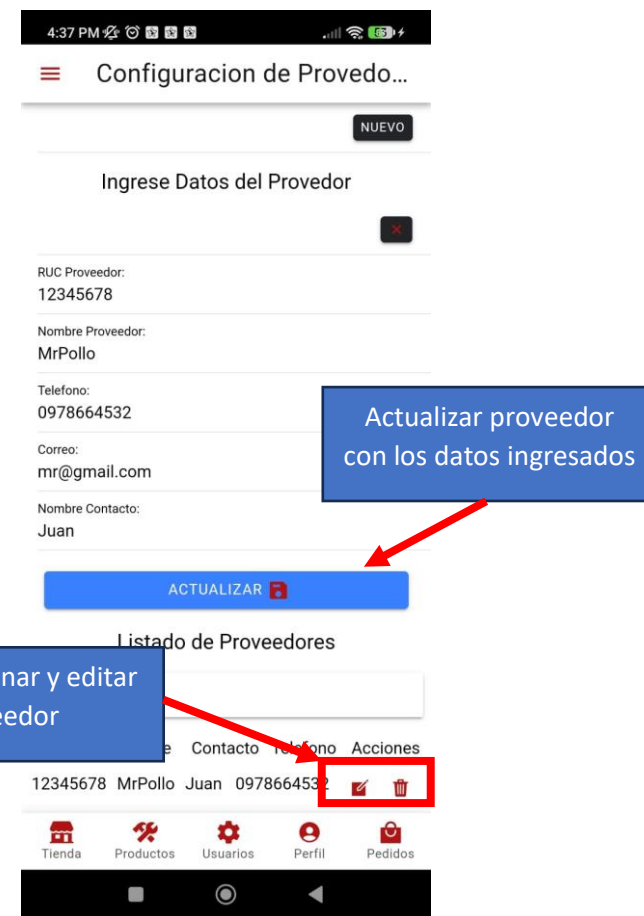 4:37 PM
83
Configuracion de Provedo...
NUEVO
Ingrese Datos del Provedor
RUC Proveedor:
12345678
Nombre Proveedor:
MrPollo
Telefono:
0978664532
Actualizar proveedor
con los datos ingresados
Correo:
mr@gmail.com
Nombre Contacto:
Juan
ACTUALIZAR
Listado de Proveedores
nar y editar
eedor
e Contacto Telefono Acciones
12345678 MrPollo Juan 0978664532
Tienda Productos Usuarios Perfil Pedidos